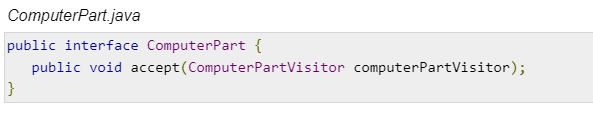 ComputerPart.java
public interface ComputerPart {
   public void accept(ComputerPartVisitor computerPartVisitor);
}